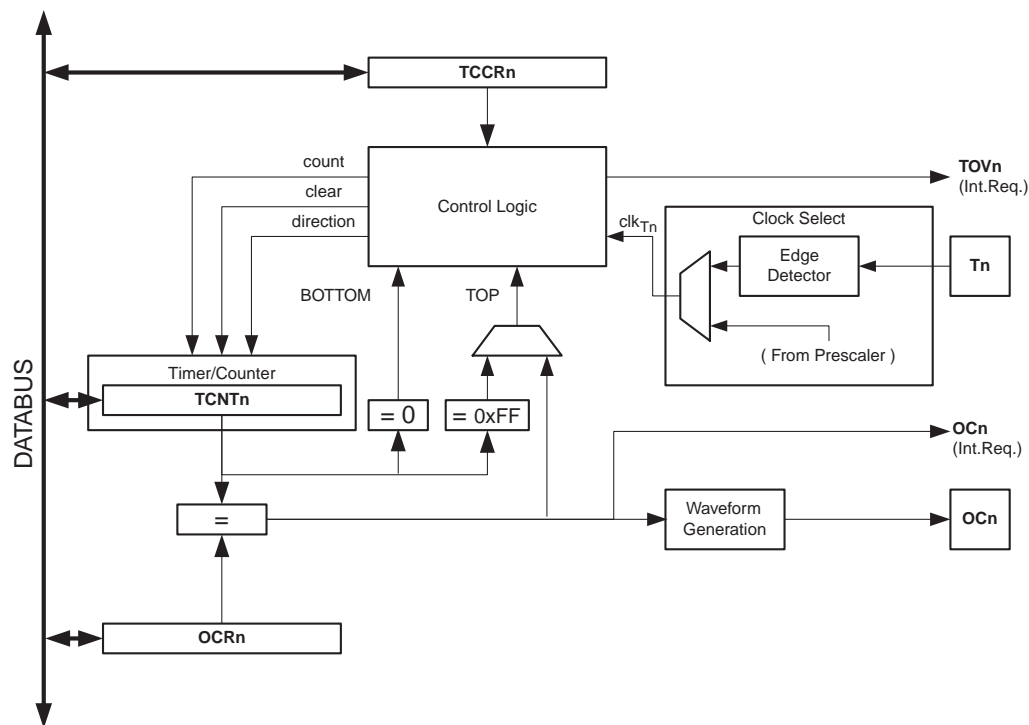 TCCRn
count
clear
direction
Control Logic
TOVn
(Int.Req.)
Clock Select
clkTn
Edge
Detector
Tn
( From Prescaler )
BOTTOM
TOP
Timer/Counter
TCNTn
= 0
= 0xFF
OCn
(Int.Req.)
=
Waveform
Generation
OCn
OCRn
DATABUS